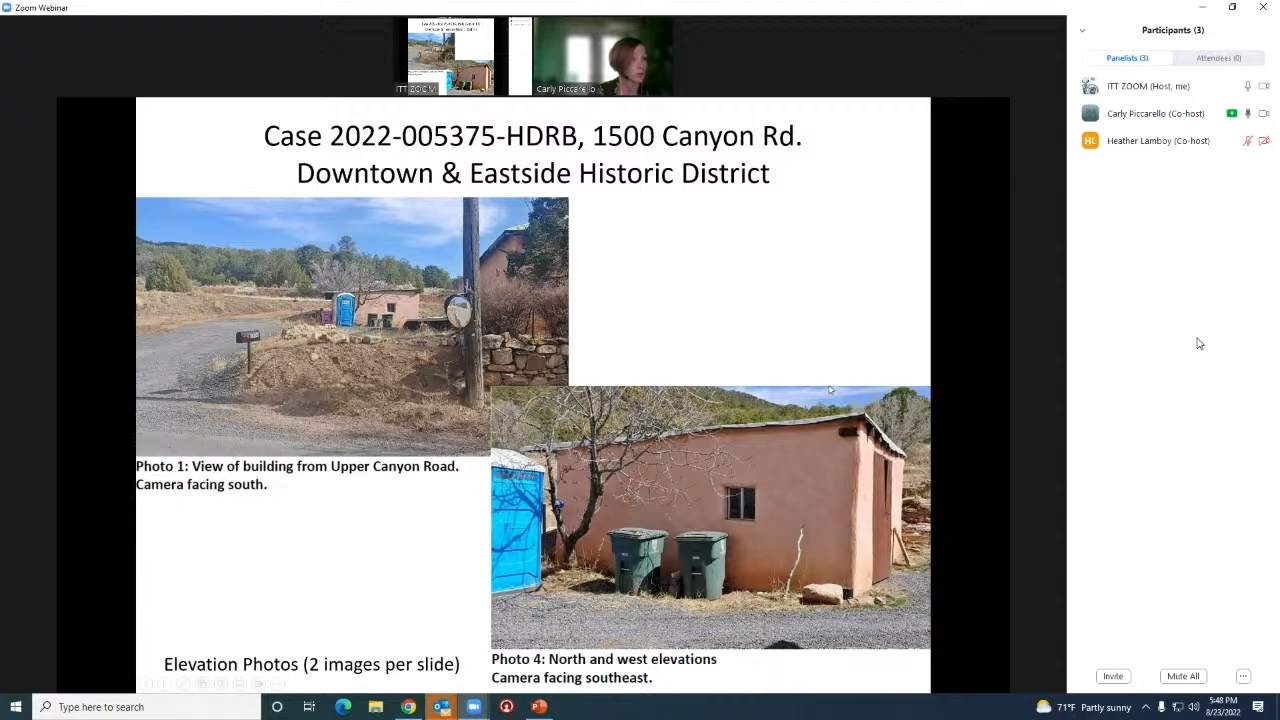 Zoom Webinar
ITT ZOOM
Carly Piccarello
Case 2022-005375-HDRB, 1500 Canyon Rd.
Downtown & Eastside Historic District
Photo 1: View of building from Upper Canyon Road.
Camera facing south.
Elevation Photos (2 images per slide)
Photo 4: North and west elevations
Camera facing southeast.
Participants (3)
Panelists (3)
Attendees (0)
ITT ZOOM (Host, me)
Carly Piccarello (Co-host)
HL
Heather Lamboy (Co-host)
Invite
Mute All
Type here to search
71°F Partly sunny
5:48 PM
8/23/2022